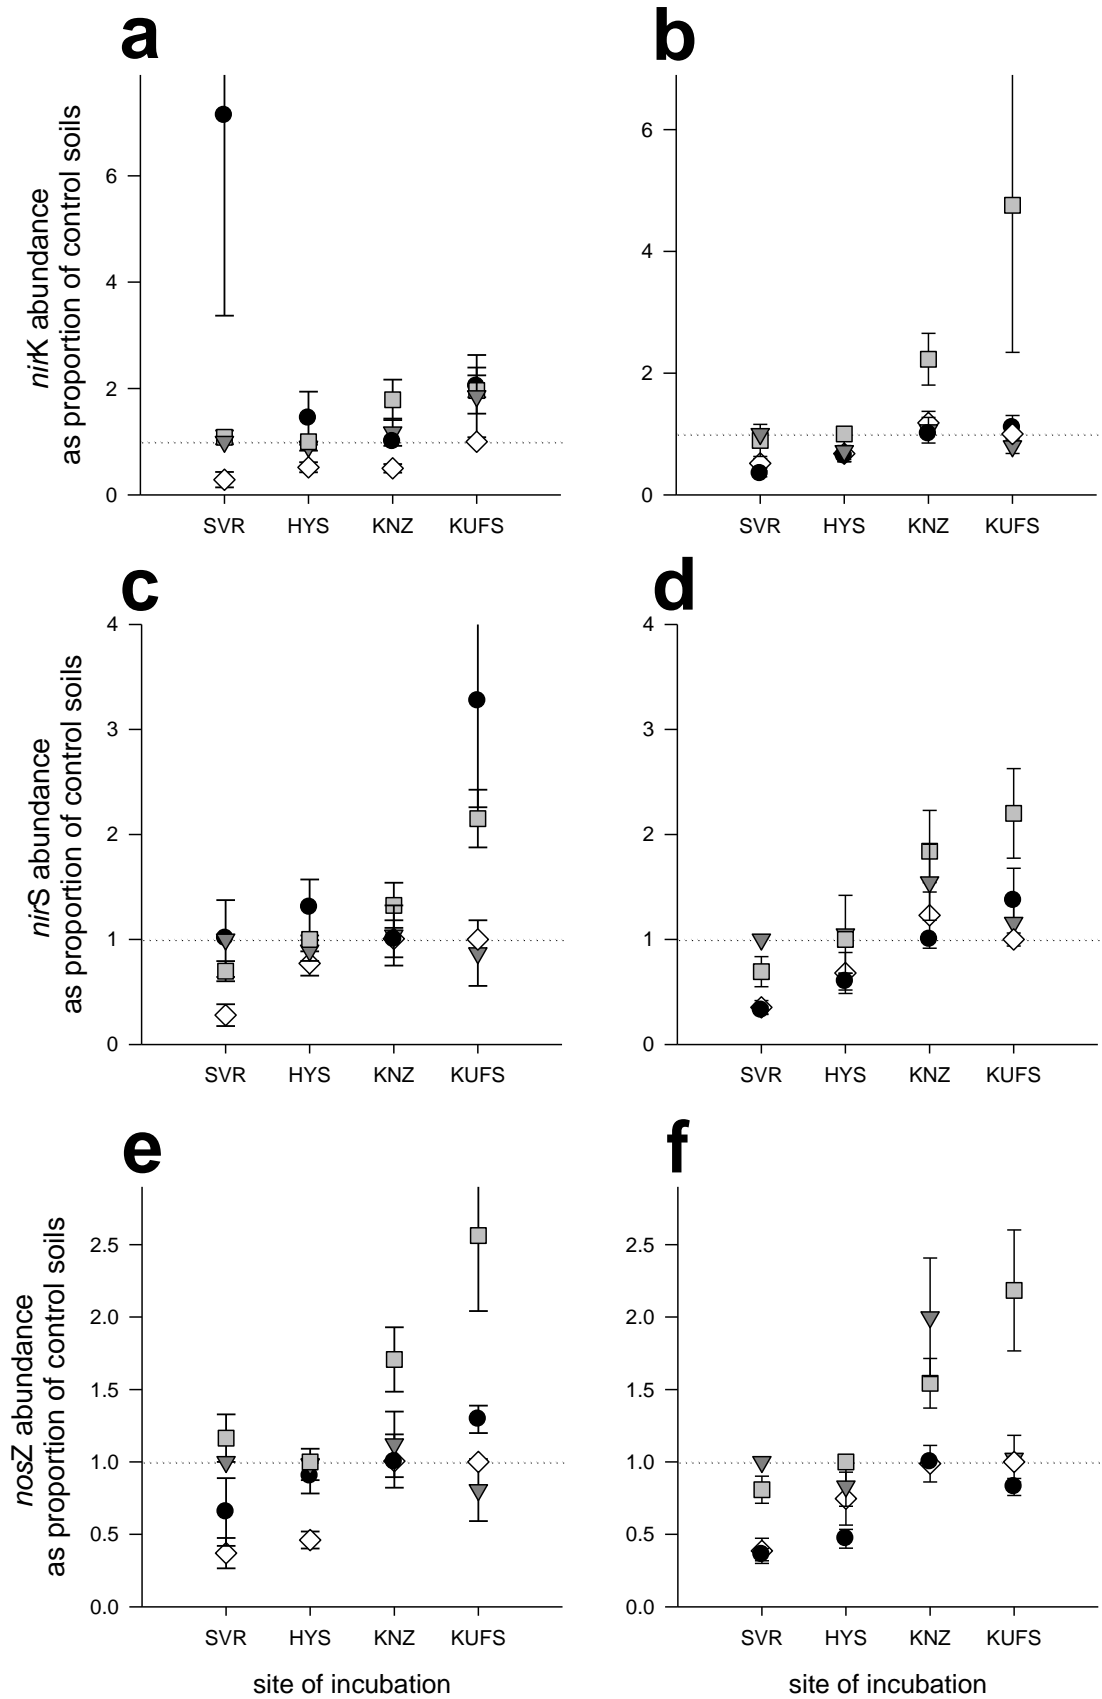 a
b
nirK abundance
as proportion of control soils
6
4
2
0
SVR HYS KNZ KUFS
6
4
2
0
SVR HYS KNZ KUFS
c
d
nirS abundance
as proportion of control soils
4
3
2
1
0
SVR HYS KNZ KUFS
4
3
2
1
0
SVR HYS KNZ KUFS
e
f
nosZ abundance
as proportion of control soils
2.5
2.0
1.5
1.0
0.5
0.0
SVR HYS KNZ KUFS
site of incubation
2.5
2.0
1.5
1.0
0.5
0.0
SVR HYS KNZ KUFS
site of incubation